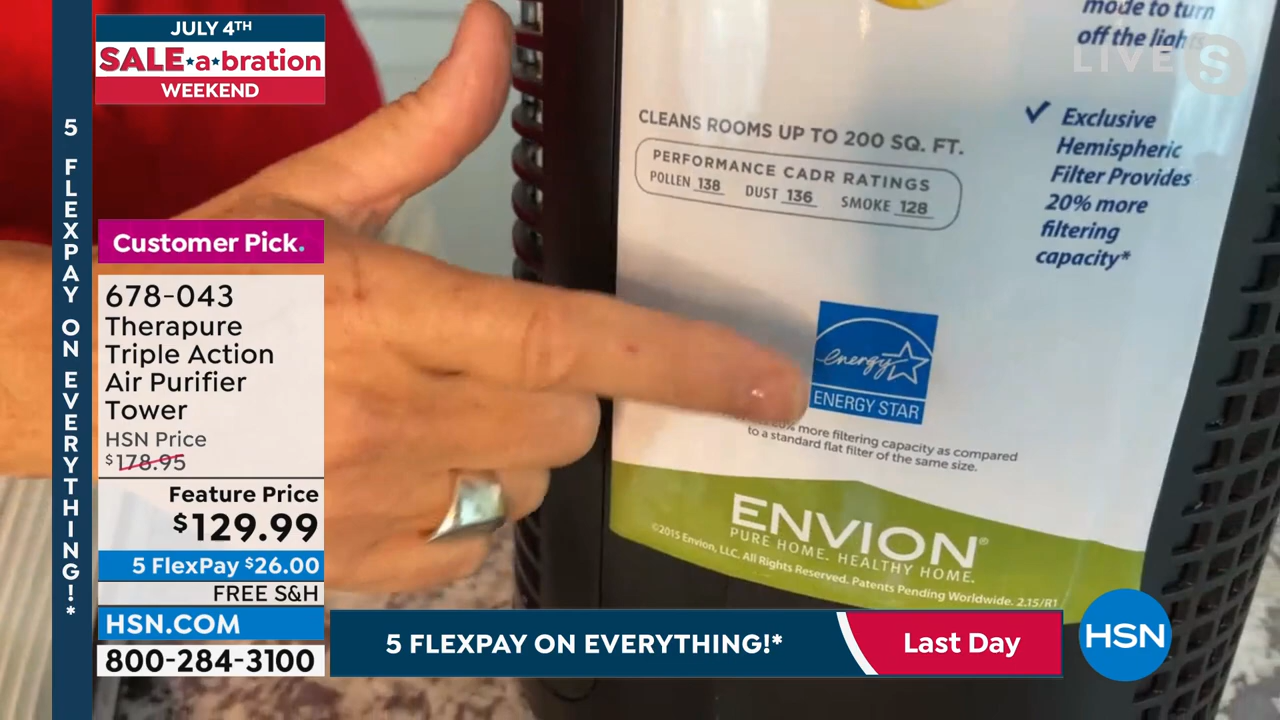 JULY 4TH
SALE★a★bration
WEEKEND
5 FLEXPAY ON EVERYTHING!*
Customer Pick.
678-043
Therapure
Triple Action
Air Purifier
Tower
HSN Price
$178.95
Feature Price
$129.99
5 FlexPay $26.00
FREE S&H
HSN.COM
800-284-3100
mode to turn
off the lights
LIVE S
CLEANS ROOMS UP TO 200 SQ. FT.
PERFORMANCE CADR RATINGS
POLLEN 138 DUST 136 SMOKE 128
✓ Exclusive
Hemispheric
Filter Provides
20% more
filtering
capacity*
energy
ENERGY STAR
20% more filtering capacity as compared
to a standard flat filter of the same size.
ENVION®
PURE HOME. HEALTHY HOME.
©2015 Envion, LLC. All Rights Reserved. Patents Pending Worldwide. 2.15/R1
5 FLEXPAY ON EVERYTHING!*
Last Day
HSN